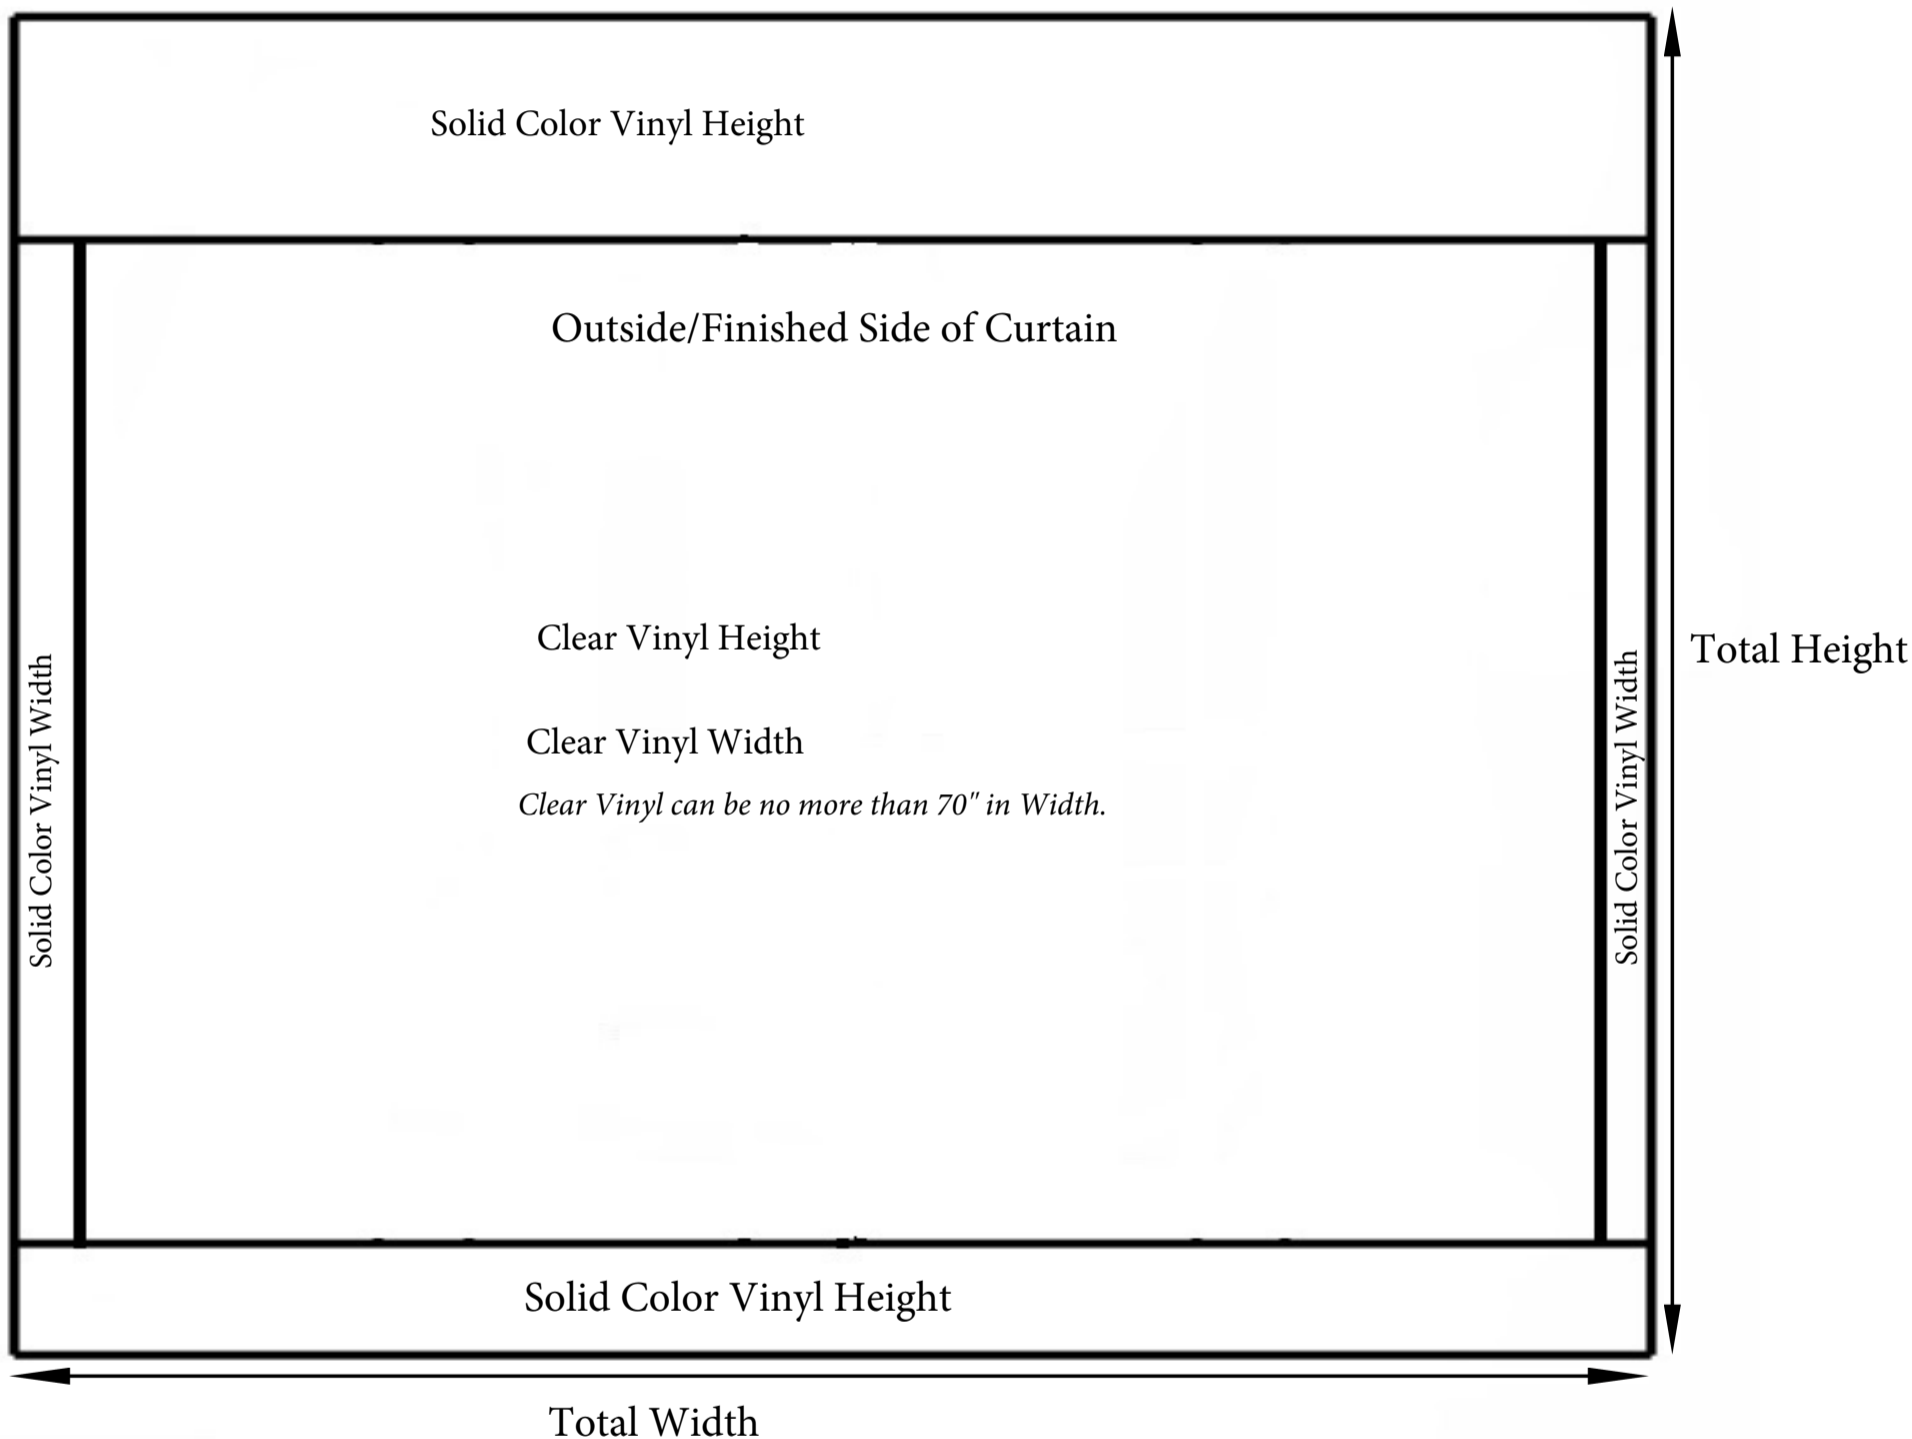 Solid Color Vinyl Height
Outside/Finished Side of Curtain
Clear Vinyl Height
Clear Vinyl Width
Clear Vinyl can be no more than 70" in Width.
Solid Color Vinyl Width
Solid Color Vinyl Width
Total Height
Solid Color Vinyl Height
Total Width